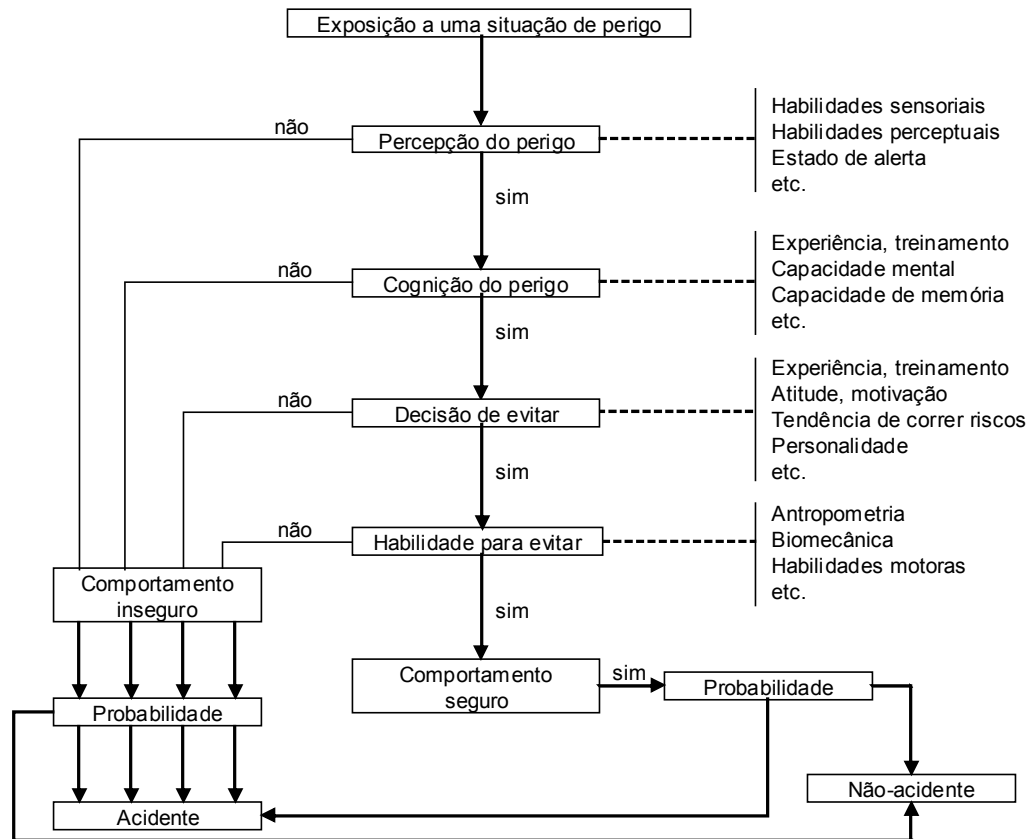 Exposição a uma situação de perigo
não
Percepção do perigo
Habilidades sensoriais
Habilidades perceptuais
Estado de alerta
etc.
sim
não
Cognição do perigo
Experiência, treinamento
Capacidade mental
Capacidade de memória
etc.
sim
não
Decisão de evitar
Experiência, treinamento
Atitude, motivação
Tendência de correr riscos
Personalidade
etc.
sim
não
Habilidade para evitar
Antropometria
Biomecânica
Habilidades motoras
etc.
sim
Comportamento
inseguro
Comportamento
seguro
sim
Probabilidade
Probabilidade
Acidente
Não-acidente